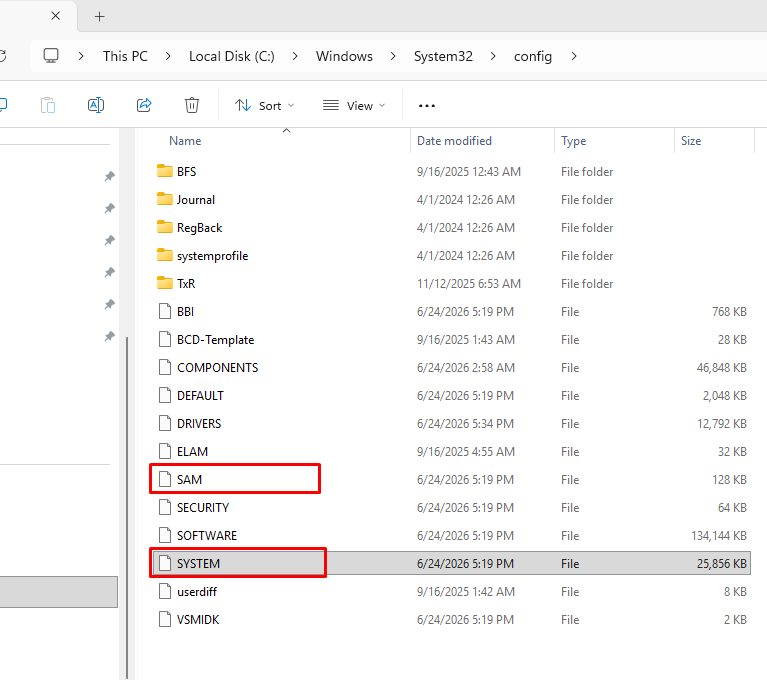 This PC > Local Disk (C:) > Windows > System32 > config >
Sort View ...
Name Date modified Type Size
BFS 9/16/2025 12:43 AM File folder
Journal 4/1/2024 12:26 AM File folder
RegBack 4/1/2024 12:26 AM File folder
systemprofile 4/1/2024 12:26 AM File folder
TxR 11/12/2025 6:53 AM File folder
BBI 6/24/2026 5:19 PM File 768 KB
BCD-Template 9/16/2025 1:43 AM File 28 KB
COMPONENTS 6/24/2026 2:58 AM File 46,848 KB
DEFAULT 6/24/2026 5:19 PM File 2,048 KB
DRIVERS 6/24/2026 5:34 PM File 12,792 KB
ELAM 9/16/2025 4:55 AM File 32 KB
SAM 6/24/2026 5:19 PM File 128 KB
SECURITY 6/24/2026 5:19 PM File 64 KB
SOFTWARE 6/24/2026 5:19 PM File 134,144 KB
SYSTEM 6/24/2026 5:19 PM File 25,856 KB
userdiff 9/16/2025 1:42 AM File 8 KB
VSMIDK 6/24/2026 5:19 PM File 2 KB